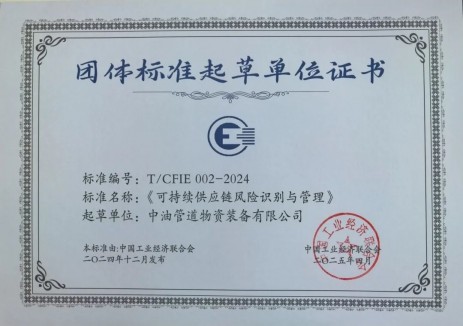 团体标准起草单位证书
标准编号：T/CFIE 002-2024
标准名称：《可持续供应链风险识别与管理》
起草单位：中油管道物资装备有限公司
本标准由:中国工业经济联合会
二〇二四年十二月发布
中国工业经济联合会
二〇二五年四月